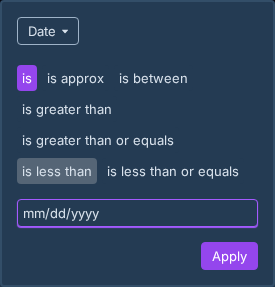 Date
is is approx is between
is greater than
is greater than or equals
is less than is less than or equals
mm/dd/yyyy
Apply